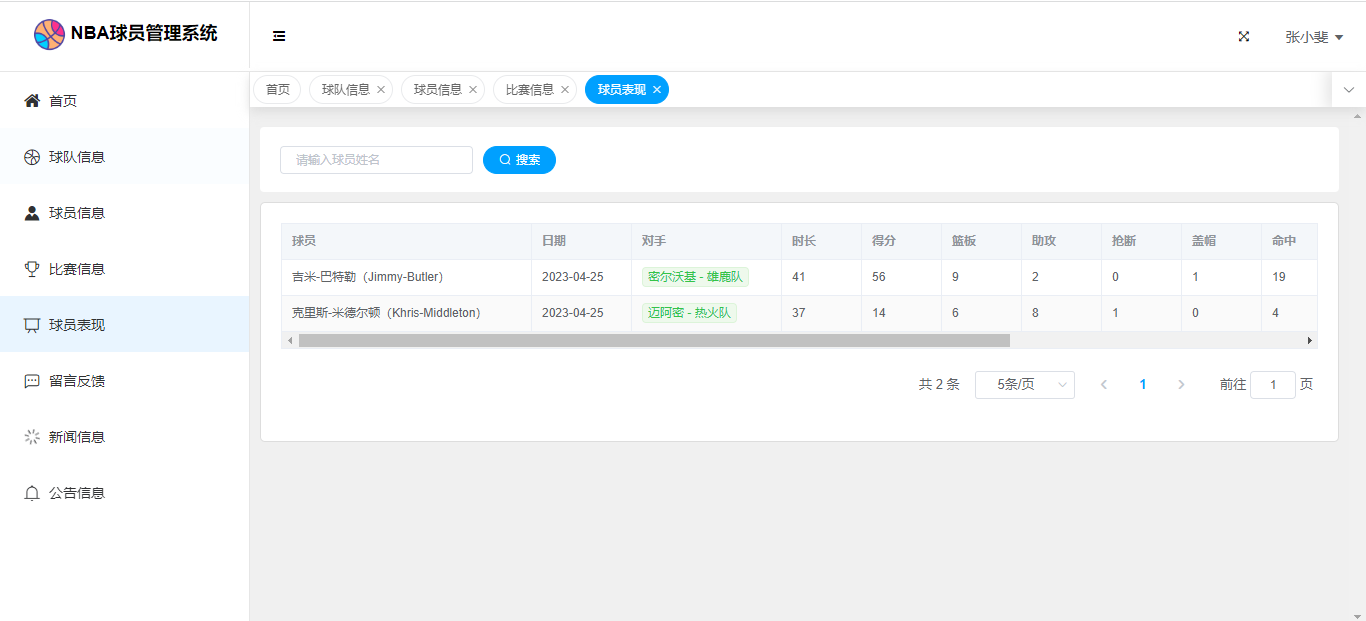 NBA球员管理系统
张小斐
首页
球队信息
球员信息
比赛信息
球员表现
留言反馈
新闻信息
公告信息
首页 球队信息 球员信息 比赛信息 球员表现
请输入球员姓名 搜索
球员 日期 对手 时长 得分 篮板 助攻 抢断 盖帽 命中
吉米-巴特勒（Jimmy-Butler） 2023-04-25 密尔沃基 - 雄鹿队 41 56 9 2 0 1 19
克里斯-米德尔顿（Khris-Middleton） 2023-04-25 迈阿密 - 热火队 37 14 6 8 1 0 4
共 2 条 5条/页 1 前往 1 页